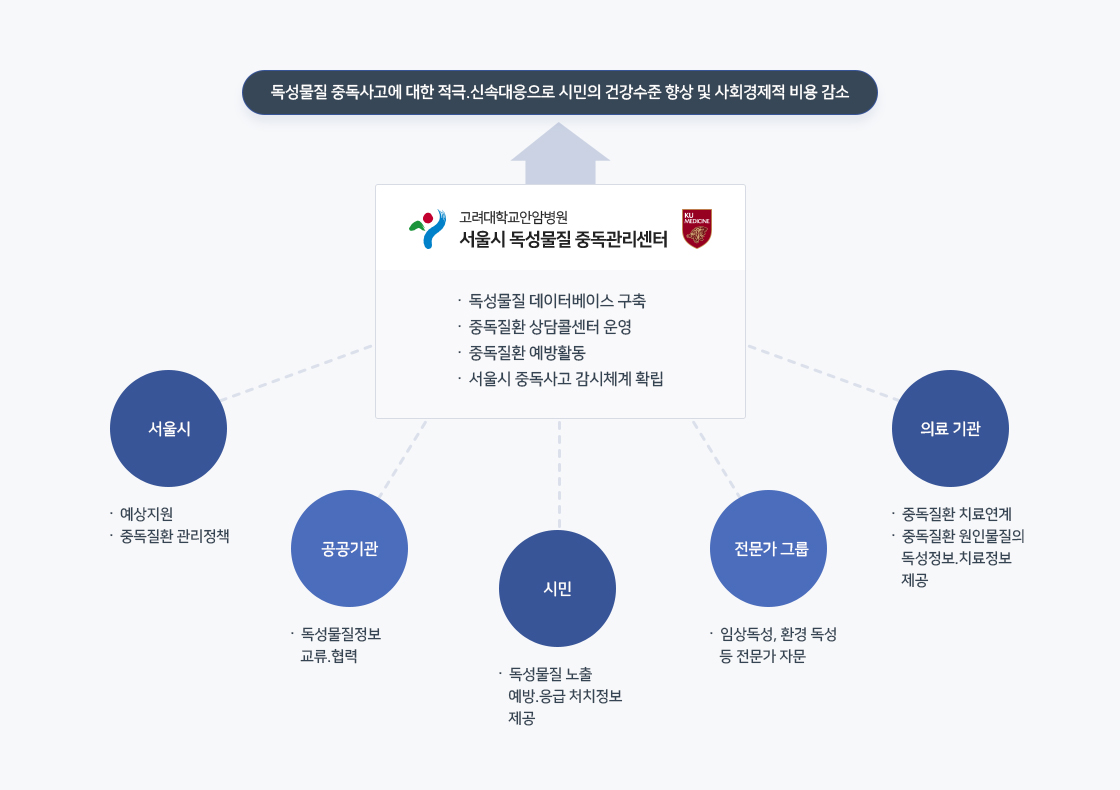 독성물질 중독사고에 대한 적극.신속대응으로 시민의 건강수준 향상 및 사회경제적 비용 감소
고려대학교안암병원
서울시 독성물질 중독관리센터
KU
MEDICINE
· 독성물질 데이터베이스 구축
· 중독질환 상담콜센터 운영
· 중독질환 예방활동
· 서울시 중독사고 감시체계 확립
서울시
· 예상지원
· 중독질환 관리정책
공공기관
· 독성물질정보
교류.협력
시민
· 독성물질 노출
예방.응급 처치정보
제공
전문가 그룹
· 임상독성, 환경 독성
등 전문가 자문
의료 기관
· 중독질환 치료연계
· 중독질환 원인물질의
독성정보.치료정보
제공